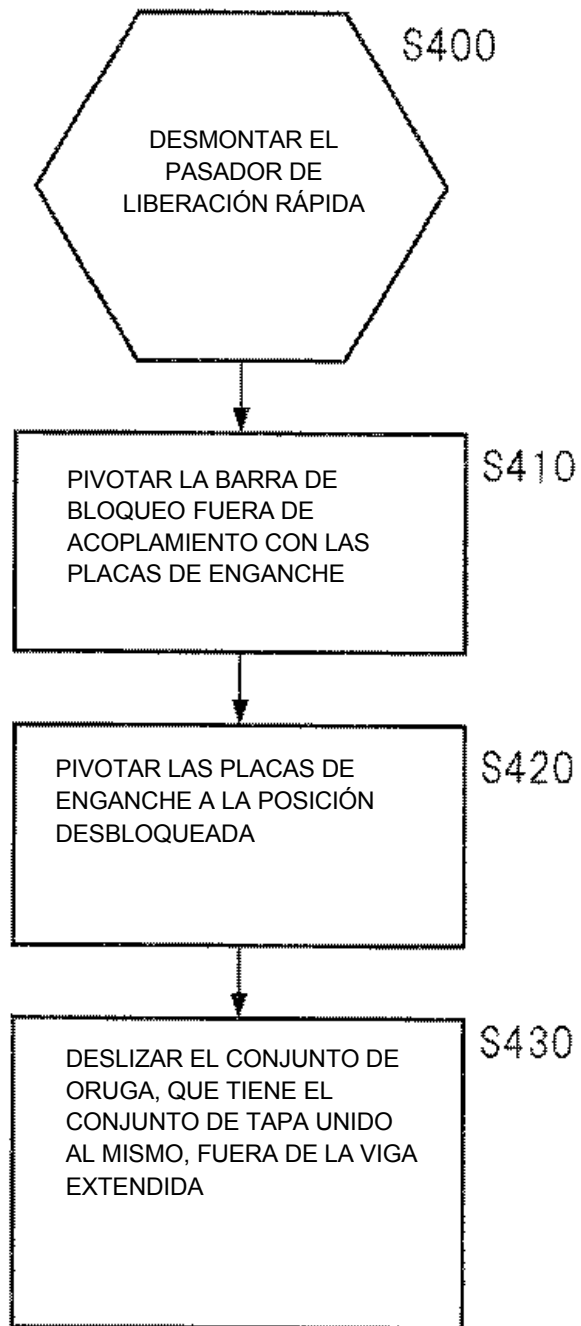 S400
DESMONTAR EL
PASADOR DE
LIBERACIÓN RÁPIDA
S410
PIVOTAR LA BARRA DE
BLOQUEO FUERA DE
ACOPLAMIENTO CON LAS
PLACAS DE ENGANCHE
S420
PIVOTAR LAS PLACAS DE
ENGANCHE A LA POSICIÓN
DESBLOQUEADA
S430
DESLIZAR EL CONJUNTO DE
ORUGA, QUE TIENE EL
CONJUNTO DE TAPA UNIDO
AL MISMO, FUERA DE LA VIGA
EXTENDIDA